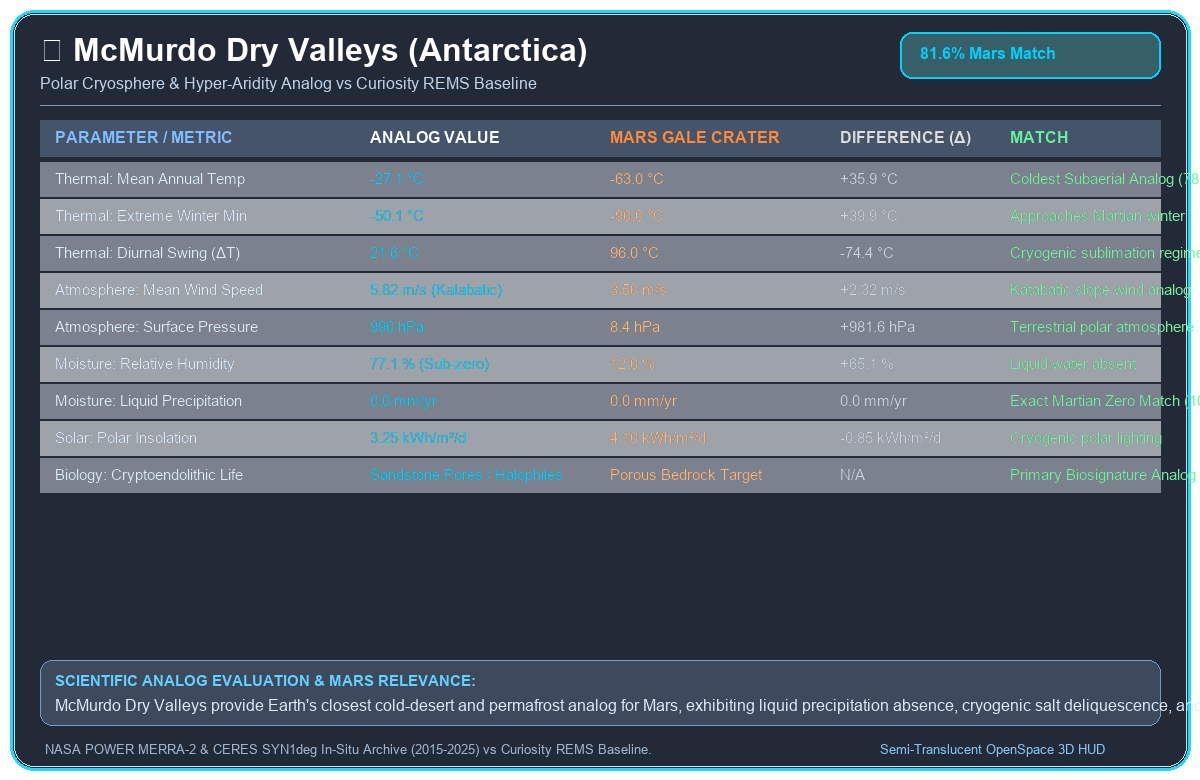 McMurdo Dry Valleys (Antarctica)
81.6% Mars Match
Polar Cryosphere & Hyper-Aridity Analog vs Curiosity REMS Baseline
PARAMETER / METRIC ANALOG VALUE MARS GALE CRATER DIFFERENCE (Δ) MATCH
Thermal: Mean Annual Temp -27.1 °C -63.0 °C +35.9 °C Coldest Subaerial Analog (78
Thermal: Extreme Winter Min -50.1 °C -90.0 °C +39.9 °C Approaches Martian winter
Thermal: Diurnal Swing (ΔT) 21.6 °C 96.0 °C -74.4 °C Cryogenic sublimation regime
Atmosphere: Mean Wind Speed 5.82 m/s (Katabatic) 3.50 m/s +2.32 m/s Katabatic slope wind analog
Atmosphere: Surface Pressure 990 hPa 8.4 hPa +981.6 hPa Terrestrial polar atmosphere
Moisture: Relative Humidity 77.1 % (Sub-zero) 12.0 % +65.1 % Liquid water absent
Moisture: Liquid Precipitation 0.0 mm/yr 0.0 mm/yr 0.0 mm/yr Exact Martian Zero Match (10
Solar: Polar Insolation 3.25 kWh/m²/d 4.10 kWh/m²/d -0.85 kWh/m²/d Cryogenic polar lighting
Biology: Cryptoendolithic Life Sandstone Pores / Halophiles Porous Bedrock Target N/A Primary Biosignature Analog
SCIENTIFIC ANALOG EVALUATION & MARS RELEVANCE:
McMurdo Dry Valleys provide Earth's closest cold-desert and permafrost analog for Mars, exhibiting liquid precipitation absence, cryogenic salt deliquescence,
NASA POWER MERRA-2 & CERES SYN1deg In-Situ Archive (2015-2025) vs Curiosity REMS Baseline.
Semi-Translucent OpenSpace 3D HUD